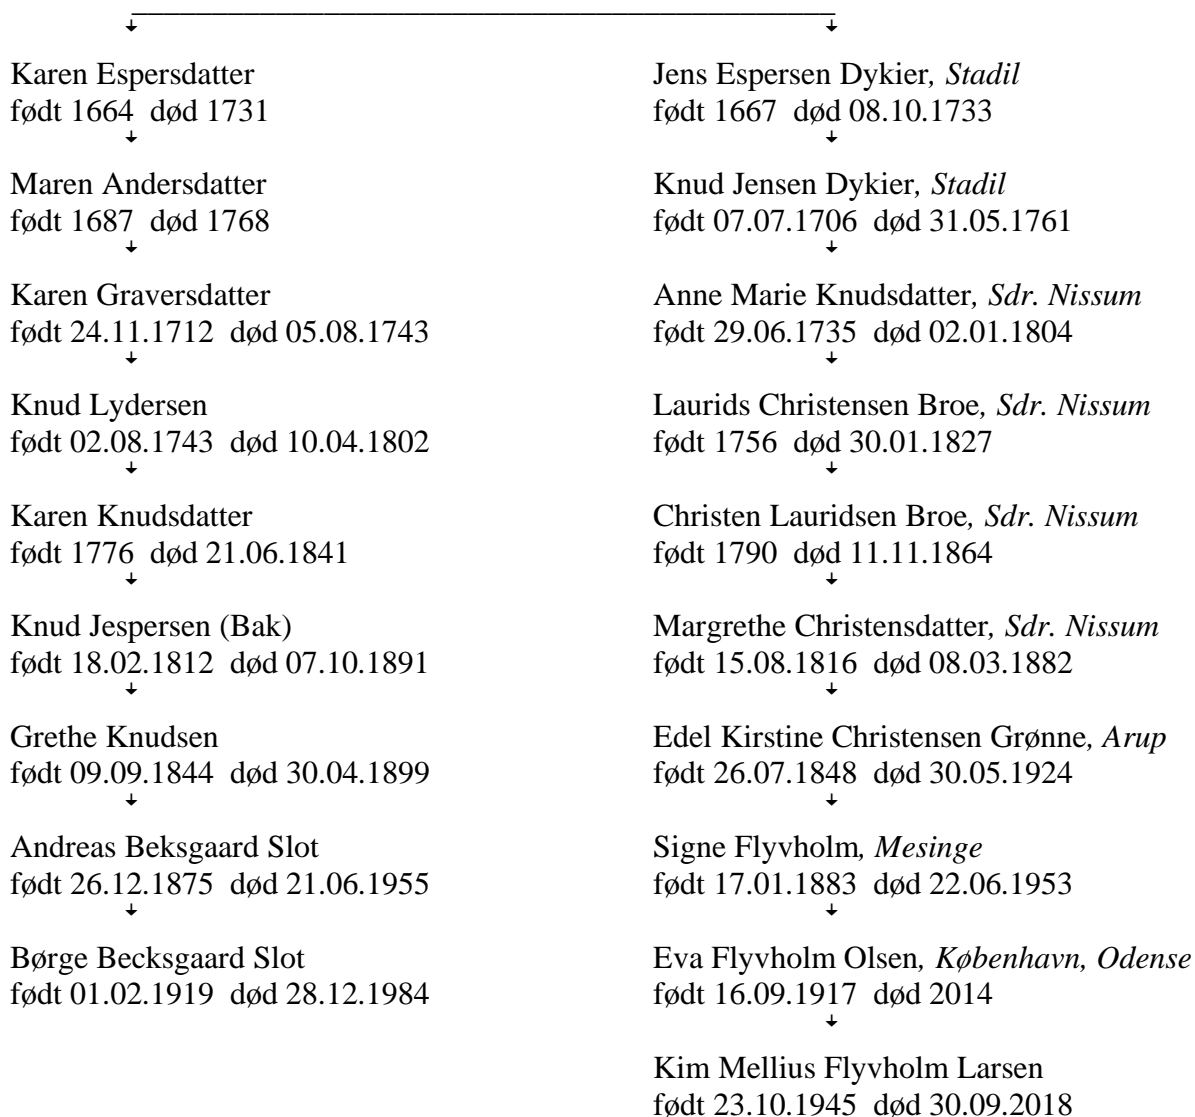 Karen Espersdatter
født 1664 død 1731
Maren Andersdatter
født 1687 død 1768
Karen Graversdatter
født 24.11.1712 død 05.08.1743
Knud Lydersen
født 02.08.1743 død 10.04.1802
Karen Knudsdatter
født 1776 død 21.06.1841
Knud Jespersen (Bak)
født 18.02.1812 død 07.10.1891
Grethe Knudsen
født 09.09.1844 død 30.04.1899
Andreas Beksgaard Slot
født 26.12.1875 død 21.06.1955
Børge Becksgaard Slot
født 01.02.1919 død 28.12.1984
Jens Espersen Dykier, Stadil
født 1667 død 08.10.1733
Knud Jensen Dykier, Stadil
født 07.07.1706 død 31.05.1761
Anne Marie Knudsdatter, Sdr. Nissum
født 29.06.1735 død 02.01.1804
Laurids Christensen Broe, Sdr. Nissum
født 1756 død 30.01.1827
Christen Lauridsen Broe, Sdr. Nissum
født 1790 død 11.11.1864
Margrethe Christensdatter, Sdr. Nissum
født 15.08.1816 død 08.03.1882
Edel Kirstine Christensen Grønne, Arup
født 26.07.1848 død 30.05.1924
Signe Flyvholm, Mesinge
født 17.01.1883 død 22.06.1953
Eva Flyvholm Olsen, København, Odense
født 16.09.1917 død 2014
Kim Mellius Flyvholm Larsen
født 23.10.1945 død 30.09.2018